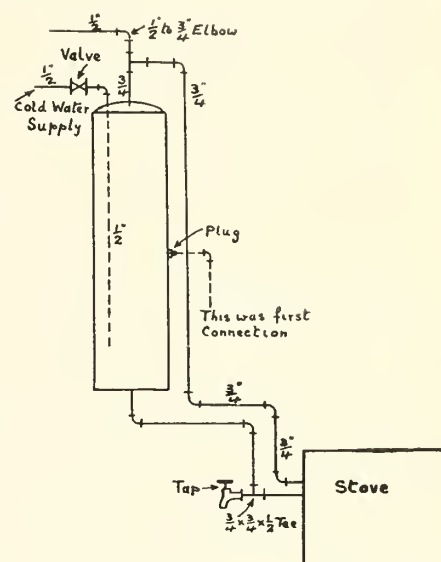 1/2"
1/2" to 3/4" Elbow
Valve
1/2"
3/4
3/4"
Cold Water
Supply
1/2"
Plug
This was first
Connection
3/4"
3/4"
Tap
Stove
3/4 x 3/4 x 1/2 Tee